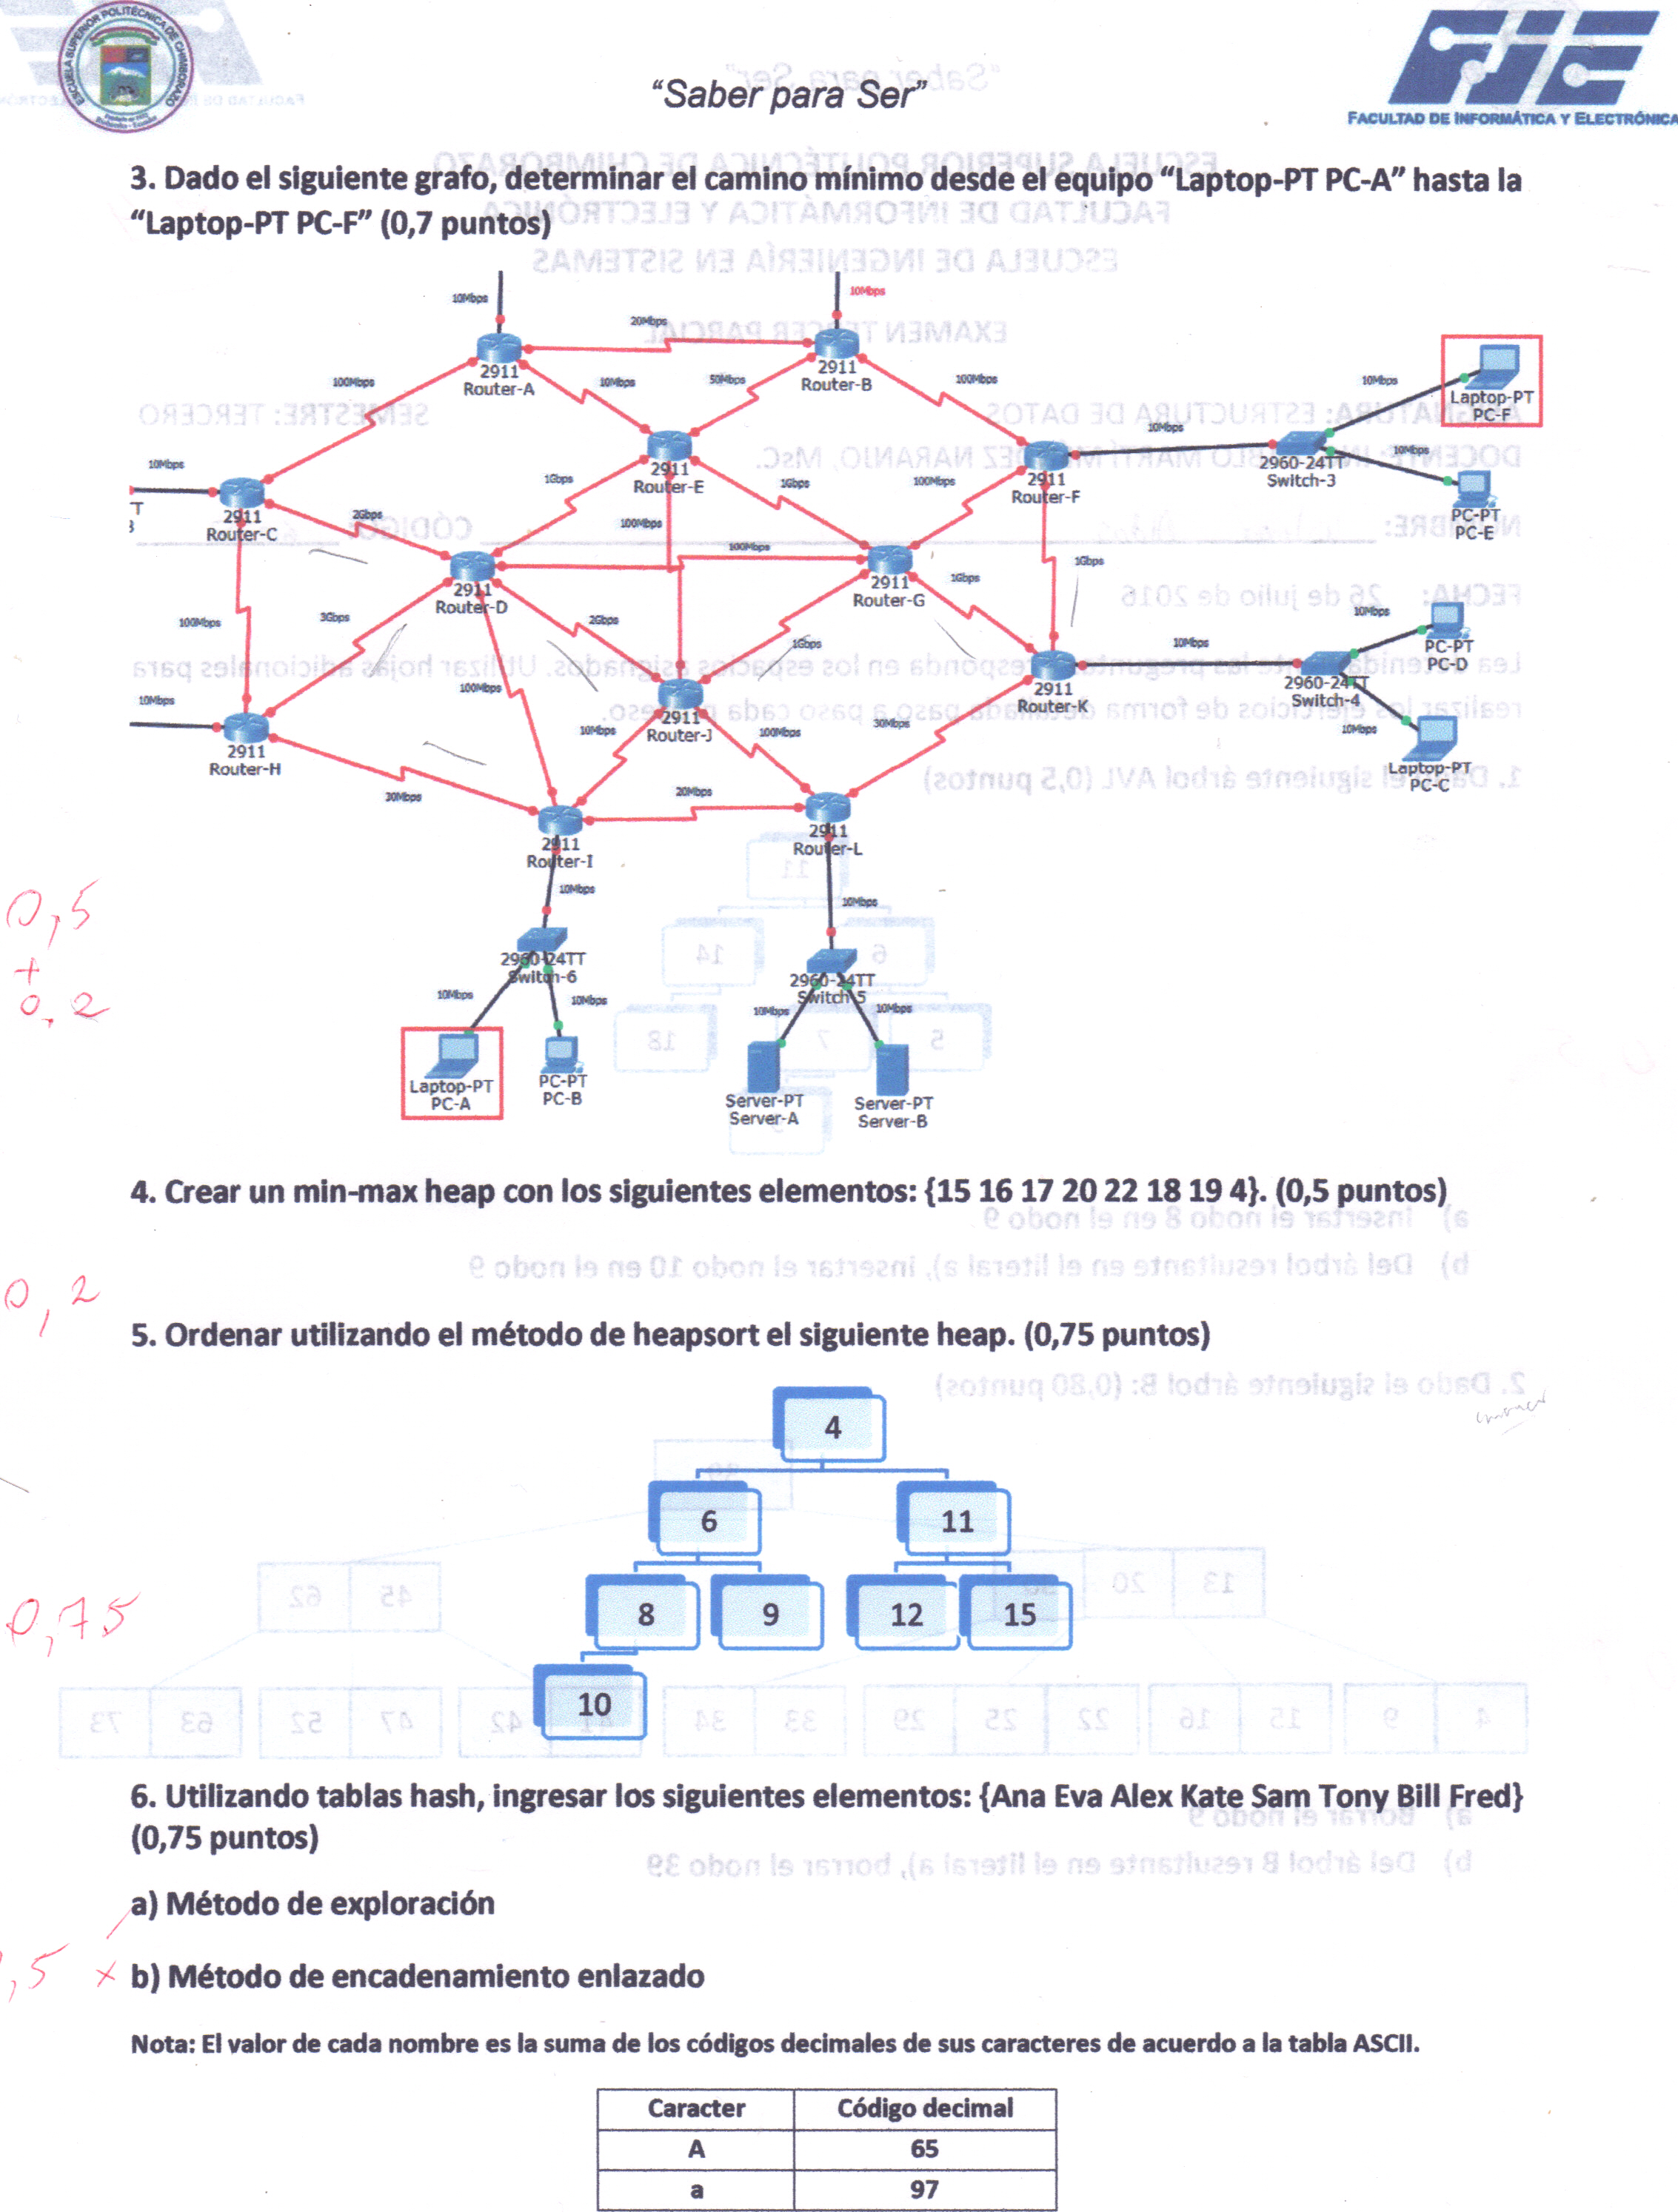 ESCUELA SUPERIOR POLITÉCNICA DE CHIMBORAZO
"Saber para Ser"
FACULTAD DE INFORMÁTICA Y ELECTRÓNICA
3. Dado el siguiente grafo, determinar el camino mínimo desde el equipo "Laptop-PT PC-A" hasta la
"Laptop-PT PC-F" (0,7 puntos)
10Mbps
10Mbps
20Mbps
2911
Router-A
2911
Router-B
100Mbps
10Mbps
50Mbps
100Mbps
10Mbps
Laptop-PT
PC-F
10Mbps
2911
Router-E
2911
Router-F
10Mbps
2960-24TT
Switch-3
10Mbps
PC-PT
PC-E
2911
Router-C
1Gbps
1Gbps
100Mbps
2Gbps
100Mbps
100Mbps
2911
Router-D
2911
Router-G
1Gbps
1Gbps
100Mbps
3Gbps
2Gbps
1Gbps
10Mbps
10Mbps
PC-PT
PC-D
2911
Router-K
2960-24TT
Switch-4
10Mbps
Laptop-PT
PC-C
10Mbps
2911
Router-H
100Mbps
2911
Router-J
10Mbps
100Mbps
30Mbps
30Mbps
20Mbps
2911
Router-I
2911
Router-L
10Mbps
10Mbps
0,5
+
0,2
2960-24TT
Switch-6
2960-24TT
Switch-5
10Mbps
10Mbps
10Mbps
10Mbps
Laptop-PT
PC-A
PC-PT
PC-B
Server-PT
Server-A
Server-PT
Server-B
4. Crear un min-max heap con los siguientes elementos: {15 16 17 20 22 18 19 4}. (0,5 puntos)
0,2
5. Ordenar utilizando el método de heapsort el siguiente heap. (0,75 puntos)
4
6 11
8 9 12 15
10
0,75
6. Utilizando tablas hash, ingresar los siguientes elementos: {Ana Eva Alex Kate Sam Tony Bill Fred}
(0,75 puntos)
a) Método de exploración
,5 x b) Método de encadenamiento enlazado
Nota: El valor de cada nombre es la suma de los códigos decimales de sus caracteres de acuerdo a la tabla ASCII.
Caracter Código decimal
A 65
a 97